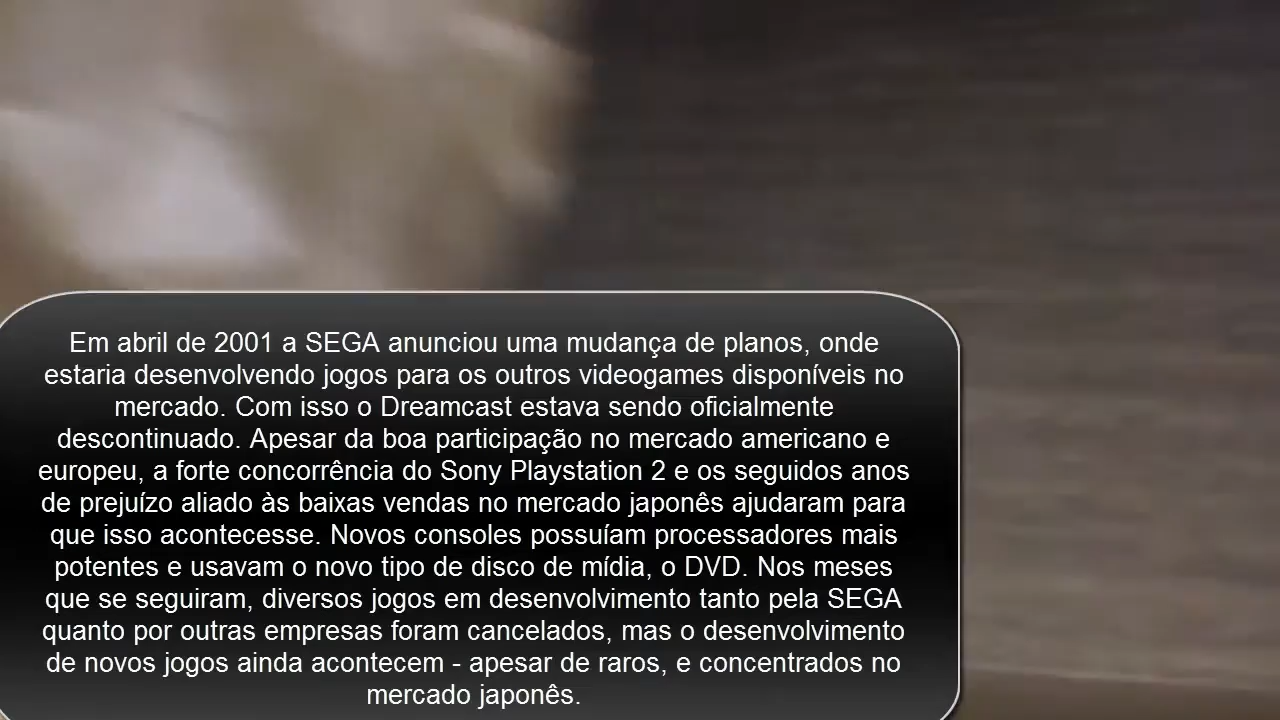 Em abril de 2001 a SEGA anunciou uma mudança de planos, onde
estaria desenvolvendo jogos para os outros videogames disponíveis no
mercado. Com isso o Dreamcast estava sendo oficialmente
descontinuado. Apesar da boa participação no mercado americano e
europeu, a forte concorrência do Sony Playstation 2 e os seguidos anos
de prejuízo aliado às baixas vendas no mercado japonês ajudaram para
que isso acontecesse. Novos consoles possuíam processadores mais
potentes e usavam o novo tipo de disco de mídia, o DVD. Nos meses
que se seguiram, diversos jogos em desenvolvimento tanto pela SEGA
quanto por outras empresas foram cancelados, mas o desenvolvimento
de novos jogos ainda acontecem - apesar de raros, e concentrados no
mercado japonês.